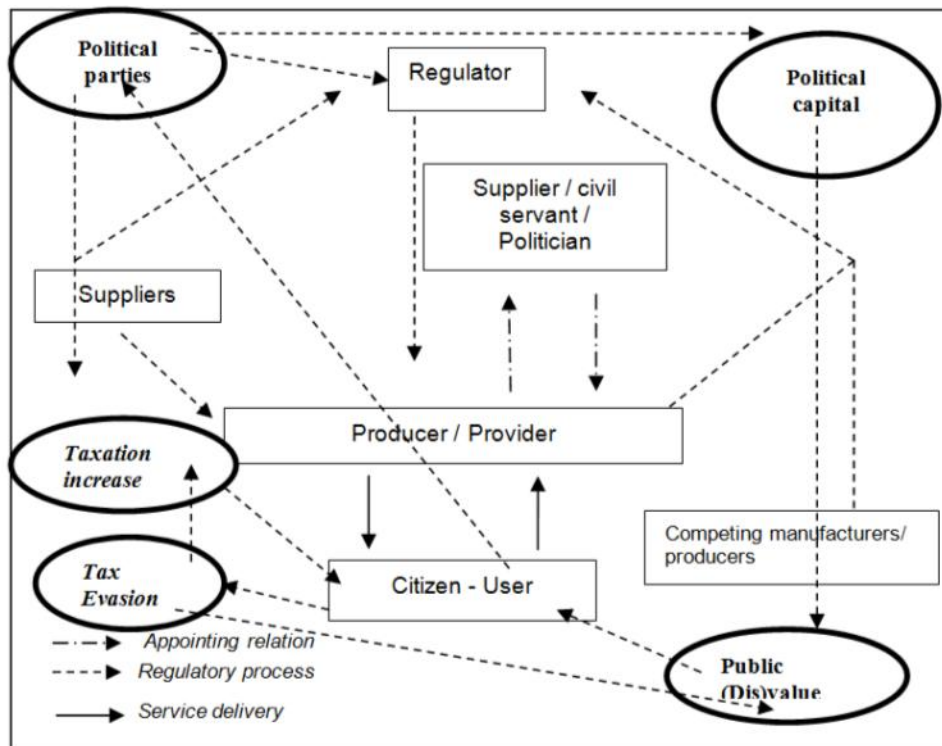 Political
parties
Regulator
Political
capital
Supplier / civil
servant /
Politician
Suppliers
Producer / Provider
Taxation
increase
Competing manufacturers/
producers
Tax
Evasion
Citizen - User
Appointing relation
Regulatory process
Service delivery
Public
(Dis)value